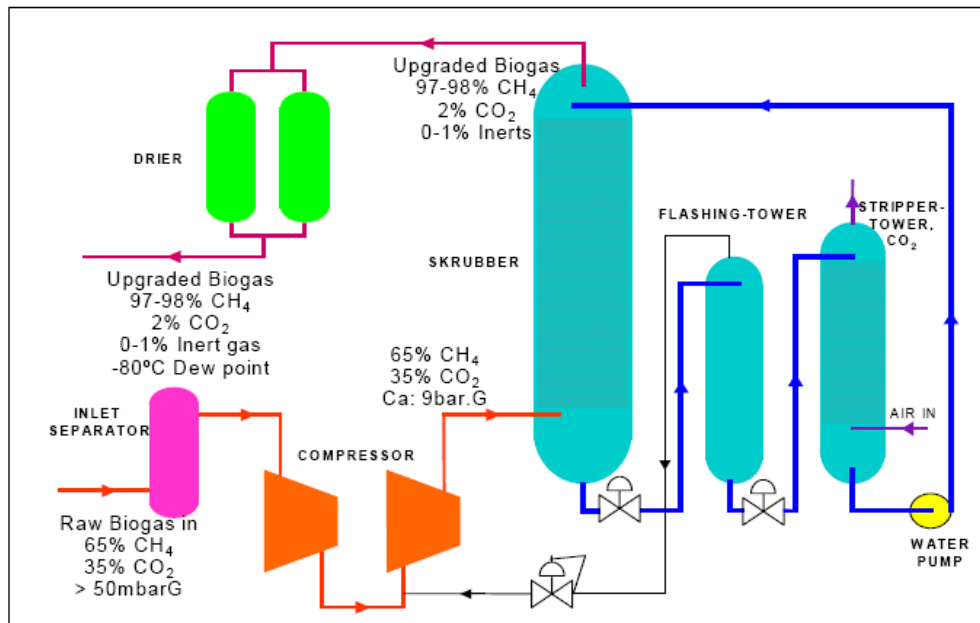 Upgraded Biogas
97-98% CH₄
2% CO₂
0-1% Inerts
DRIER
FLASHING-TOWER
STRIPPER-
TOWER,
CO₂
SKRUBBER
Upgraded Biogas
97-98% CH₄
2% CO₂
0-1% Inert gas
-80ºC Dew point
65% CH₄
35% CO₂
Ca: 9bar.G
INLET
SEPARATOR
AIR IN
COMPRESSOR
Raw Biogas in
65% CH₄
35% CO₂
> 50mbarG
WATER
PUMP